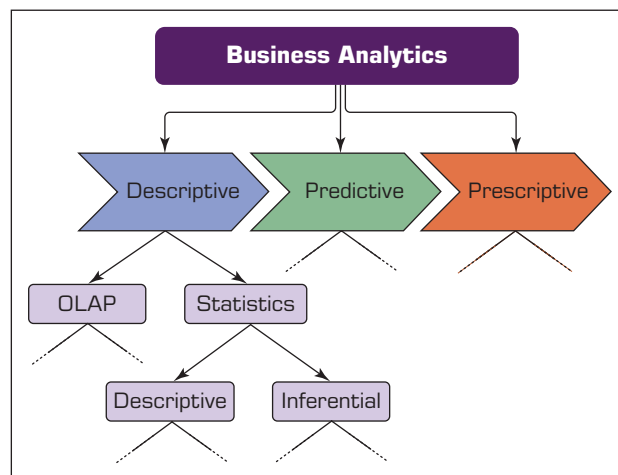 Business Analytics
Descriptive
Predictive
Prescriptive
OLAP
Statistics
Descriptive
Inferential